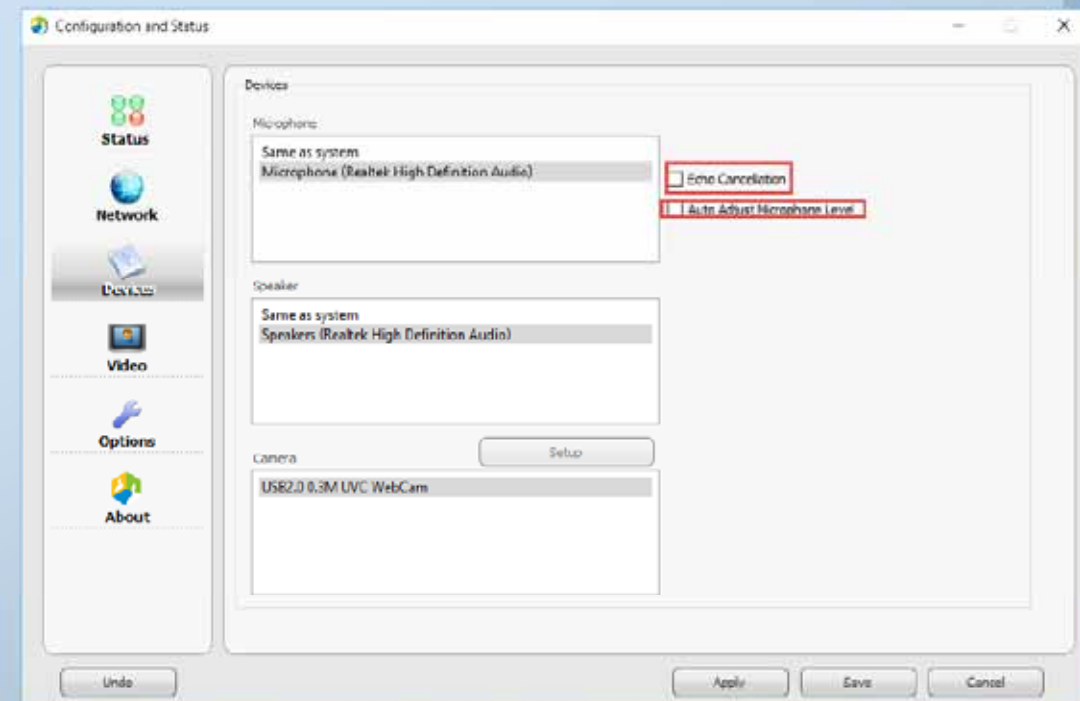 Configuration and Status
Status
Network
Devices
Video
Options
About
Devices
Microphone
Same as system
Microphone (Realtek High Definition Audio)
Echo Cancellation
Auto Adjust Microphone Level
Speaker
Same as system
Speakers (Realtek High Definition Audio)
Setup
Camera
USB2.0 0.3M UVC WebCam
Undo
Apply
Save
Cancel